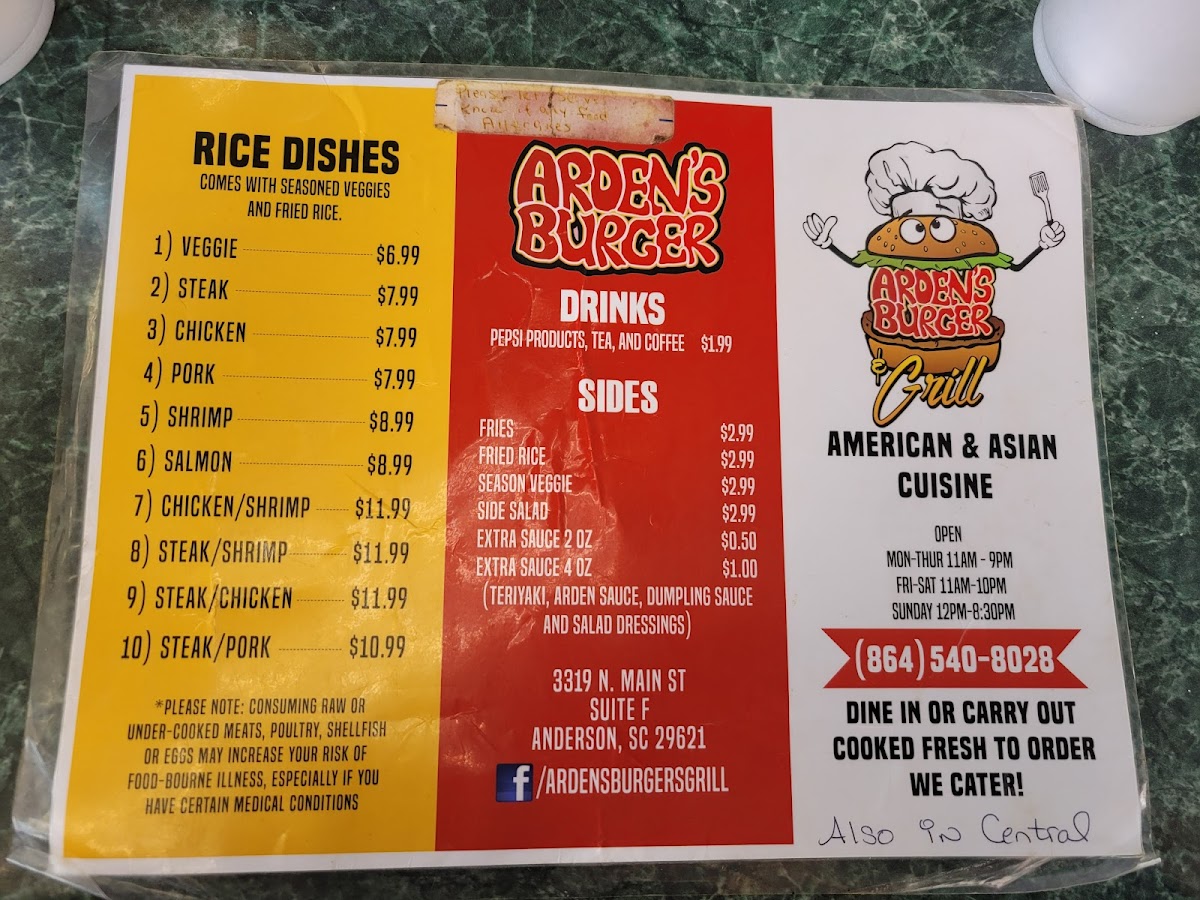 RICE DISHES
COMES WITH SEASONED VEGGIES
AND FRIED RICE.
1) VEGGIE $6.99
2) STEAK $7.99
3) CHICKEN $7.99
4) PORK $7.99
5) SHRIMP $8.99
6) SALMON $8.99
7) CHICKEN/SHRIMP $11.99
8) STEAK/SHRIMP $11.99
9) STEAK/CHICKEN $11.99
10) STEAK/PORK $10.99
*PLEASE NOTE: CONSUMING RAW OR
UNDER-COOKED MEATS, POULTRY, SHELLFISH
OR EGGS MAY INCREASE YOUR RISK OF
FOOD-BOURNE ILLNESS, ESPECIALLY IF YOU
HAVE CERTAIN MEDICAL CONDITIONS
Please let
know if any food
Allergies
ARDEN'S
BURGER
DRINKS
PEPSI PRODUCTS, TEA, AND COFFEE $1.99
SIDES
FRIES $2.99
FRIED RICE $2.99
SEASON VEGGIE $2.99
SIDE SALAD $2.99
EXTRA SAUCE 2 OZ $0.50
EXTRA SAUCE 4 OZ $1.00
(TERIYAKI, ARDEN SAUCE, DUMPLING SAUCE
AND SALAD DRESSINGS)
3319 N. MAIN ST
SUITE F
ANDERSON, SC 29621
f/ARDENSBURGERSGRILL
ARDEN'S
BURGER
& Grill
AMERICAN & ASIAN
CUISINE
OPEN
MON-THUR 11AM - 9PM
FRI-SAT 11AM-10PM
SUNDAY 12PM-8:30PM
(864) 540-8028
DINE IN OR CARRY OUT
COOKED FRESH TO ORDER
WE CATER!
Also in Central